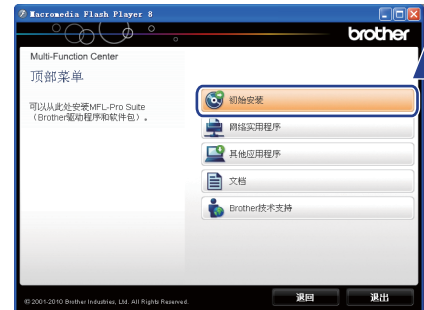 Macromedia Flash Player 8
brother
Multi-Function Center
顶部菜单
可以从此处安装MFL-Pro Suite
（Brother驱动程序和软件包）。
初始安装
网络实用程序
其他应用程序
文档
Brother技术支持
© 2001-2010 Brother Industries, Ltd. All Rights Reserved.
退回
退出